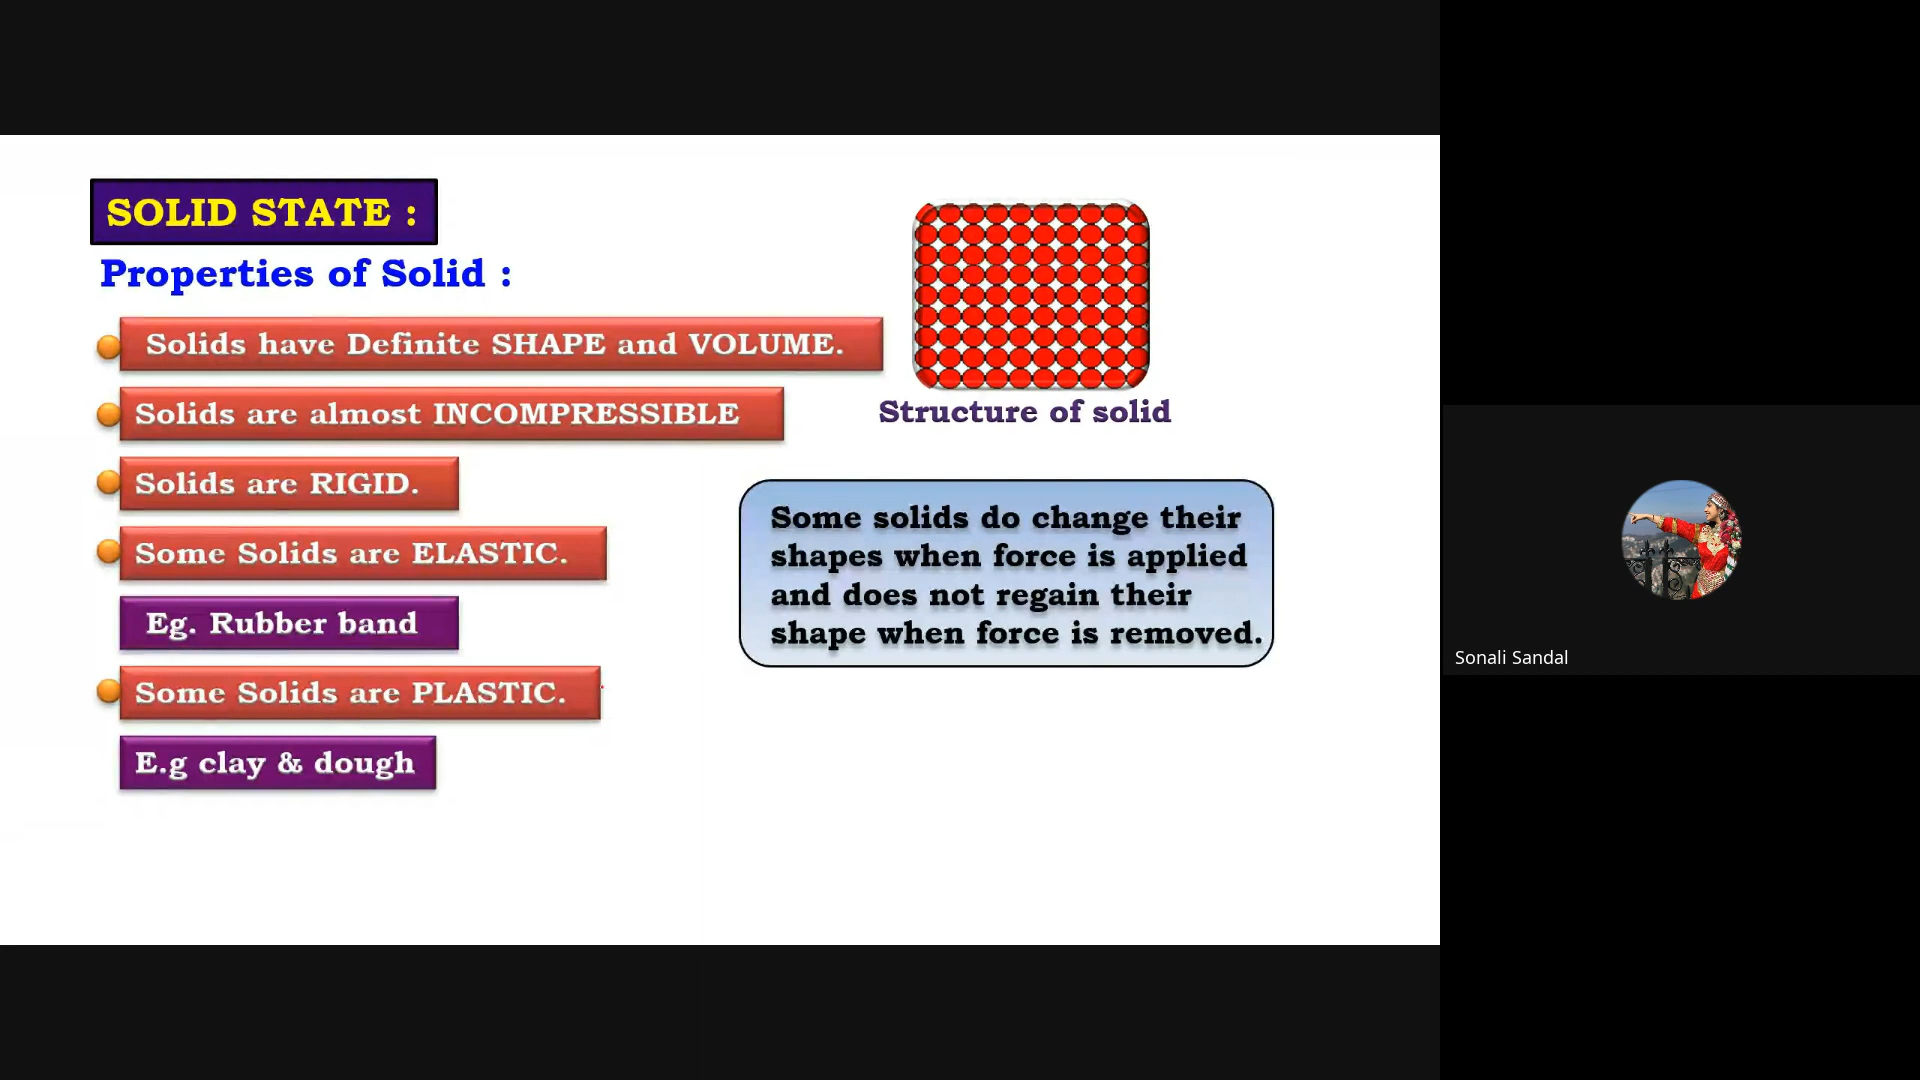 SOLID STATE :
Properties of Solid :
Solids have Definite SHAPE and VOLUME.
Solids are almost INCOMPRESSIBLE
Solids are RIGID.
Some Solids are ELASTIC.
Eg. Rubber band
Some Solids are PLASTIC.
E.g clay & dough
Structure of solid
Some solids do change their
shapes when force is applied
and does not regain their
shape when force is removed.
Sonali Sandal